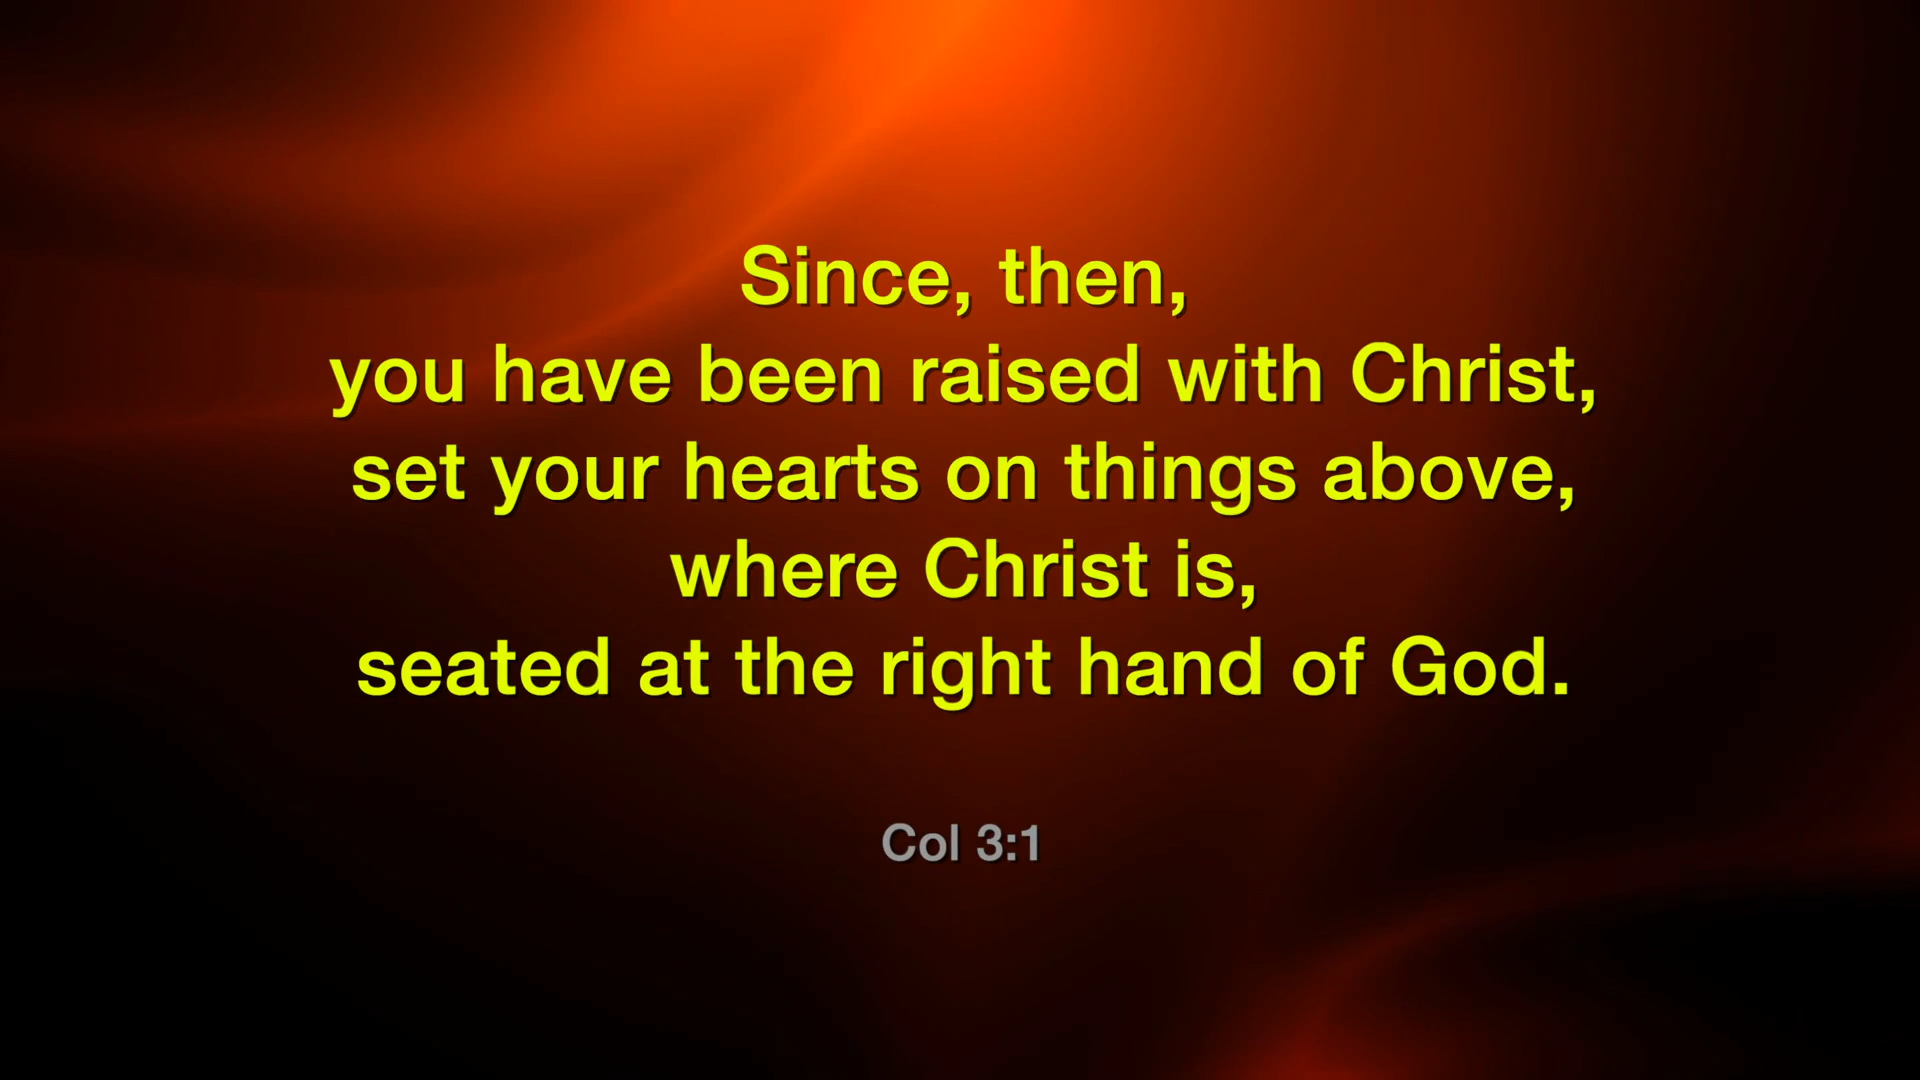 Since, then,
you have been raised with Christ,
set your hearts on things above,
where Christ is,
seated at the right hand of God.
Col 3:1